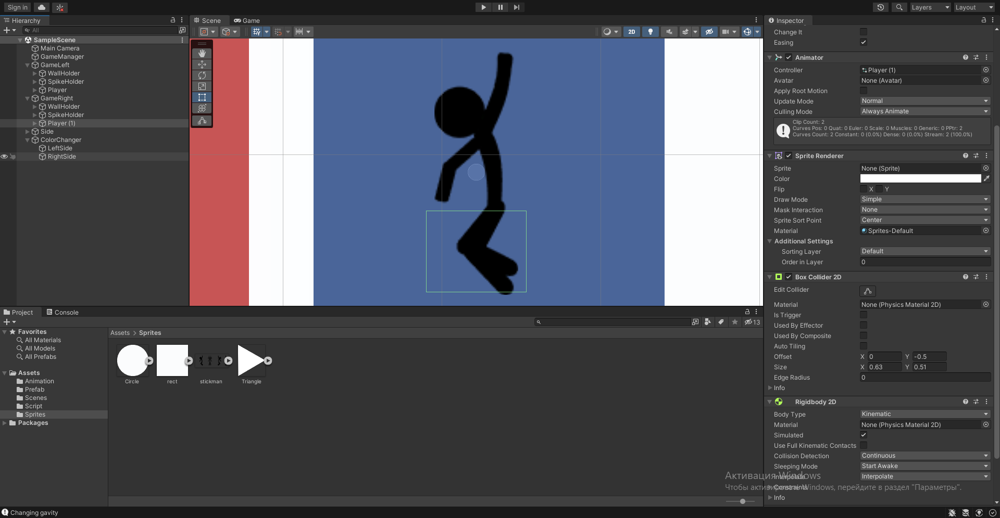 Sign in
Layers
Layout
Hierarchy
All
SampleScene
Main Camera
GameManager
GameLeft
WallHolder
SpikeHolder
Player
GameRight
WallHolder
SpikeHolder
Player (1)
Side
ColorChanger
LeftSide
RightSide
Scene
Game
2D
Inspector
Change It
Easing
Animator
Controller
Player (1)
Avatar
None (Avatar)
Apply Root Motion
Update Mode
Normal
Culling Mode
Always Animate
Clip Count: 2
Curves Pos: 0 Quat: 0 Euler: 0 Scale: 0 Muscles: 0 Generic: 0 PPtr: 2
Curves Count: 2 Constant: 0 (0.0%) Dense: 0 (0.0%) Stream: 2 (100.0%)
Sprite Renderer
Sprite
None (Sprite)
Color
Flip
X
Y
Draw Mode
Simple
Mask Interaction
None
Sprite Sort Point
Center
Material
Sprites-Default
Additional Settings
Sorting Layer
Default
Order in Layer
0
Box Collider 2D
Edit Collider
Material
None (Physics Material 2D)
Is Trigger
Used By Effector
Used By Composite
Auto Tiling
Offset
X 0
Y -0.5
Size
X 0.63
Y 0.51
Edge Radius
0
Info
Rigidbody 2D
Body Type
Kinematic
Material
None (Physics Material 2D)
Simulated
Use Full Kinematic Contacts
Collision Detection
Continuous
Sleeping Mode
Start Awake
Interpolate
Interpolate
Constraints
Info
Активация Windows
Чтобы активировать Windows, перейдите в раздел "Параметры".
Project
Console
13
Favorites
All Materials
All Models
All Prefabs
Assets
Animation
Prefab
Scenes
Script
Sprites
Packages
Assets > Sprites
Circle
rect
stickman
Triangle
Changing gavity